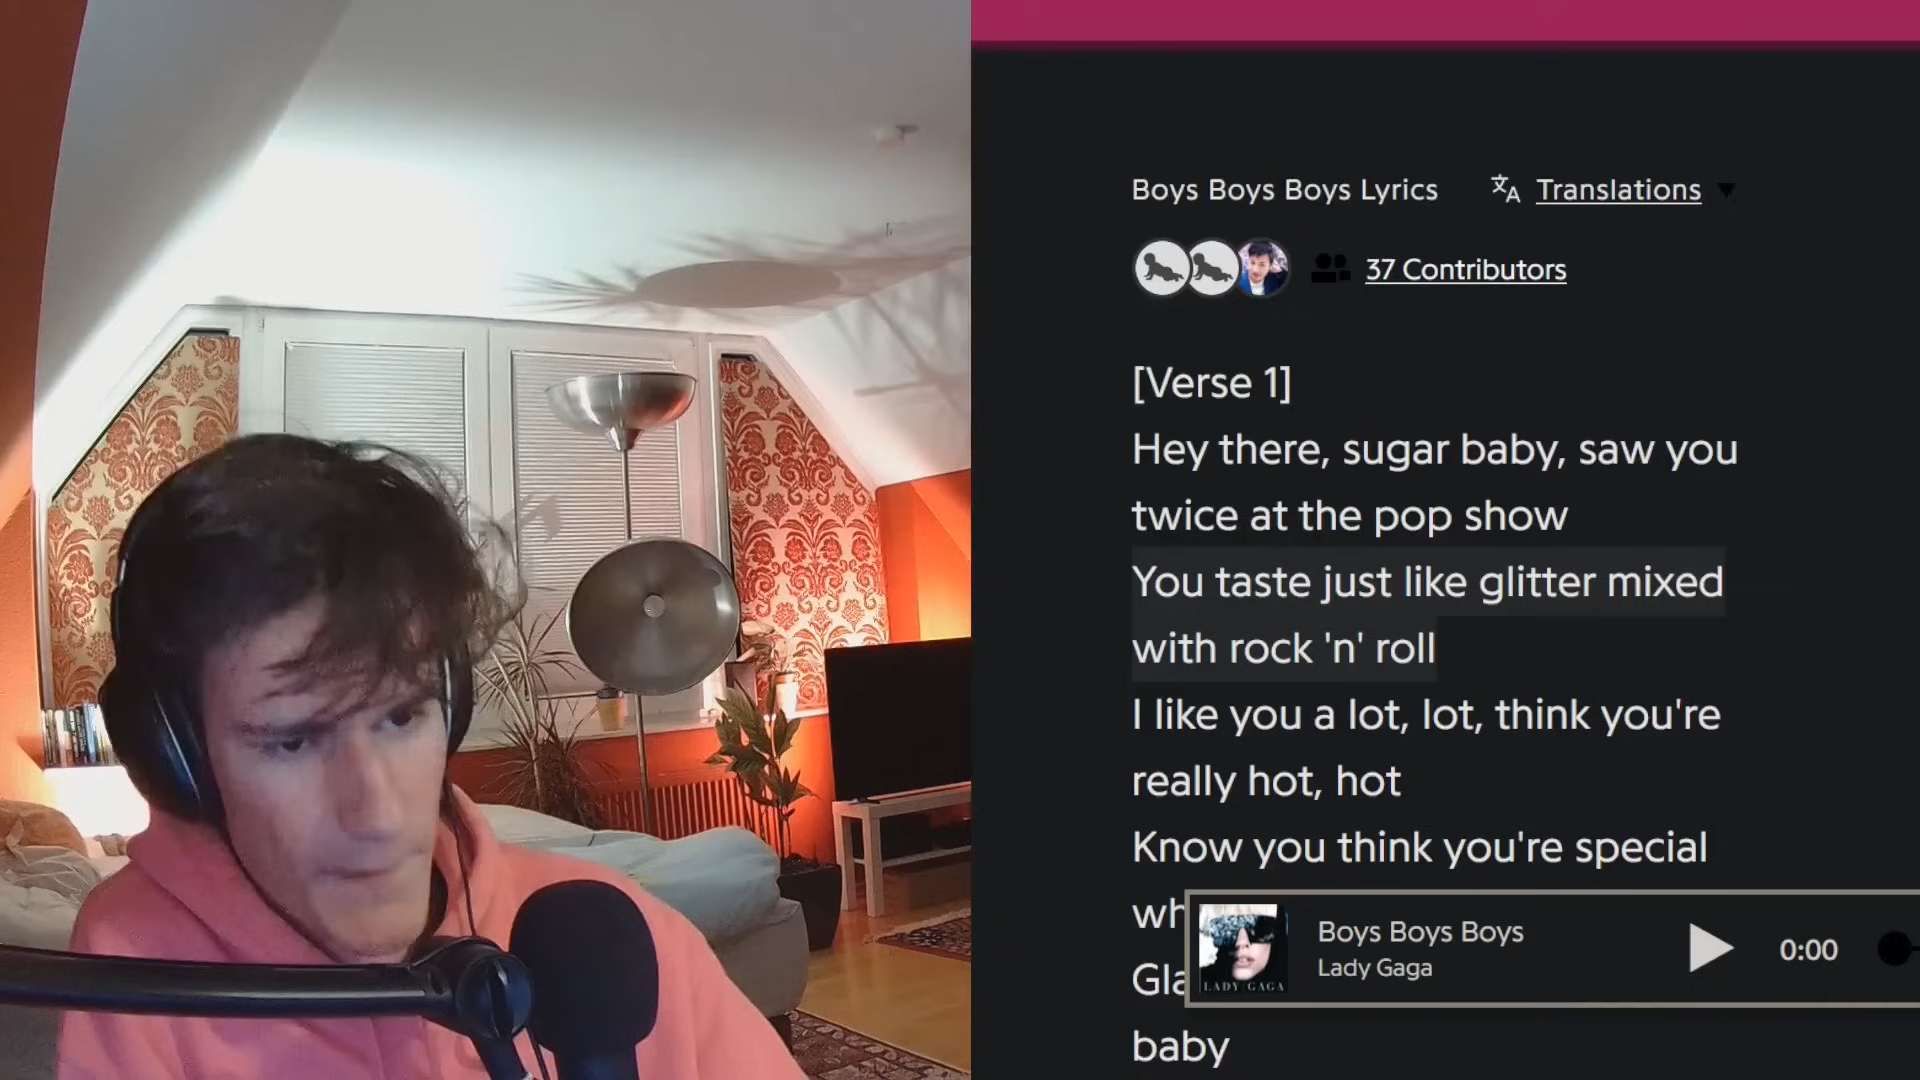 Boys Boys Boys Lyrics
Translations
37 Contributors
[Verse 1]
Hey there, sugar baby, saw you
twice at the pop show
You taste just like glitter mixed
with rock 'n' roll
I like you a lot, lot, think you're
really hot, hot
Know you think you're special
wh
Gla
baby
Boys Boys Boys
Lady Gaga
0:00
LADY GAGA